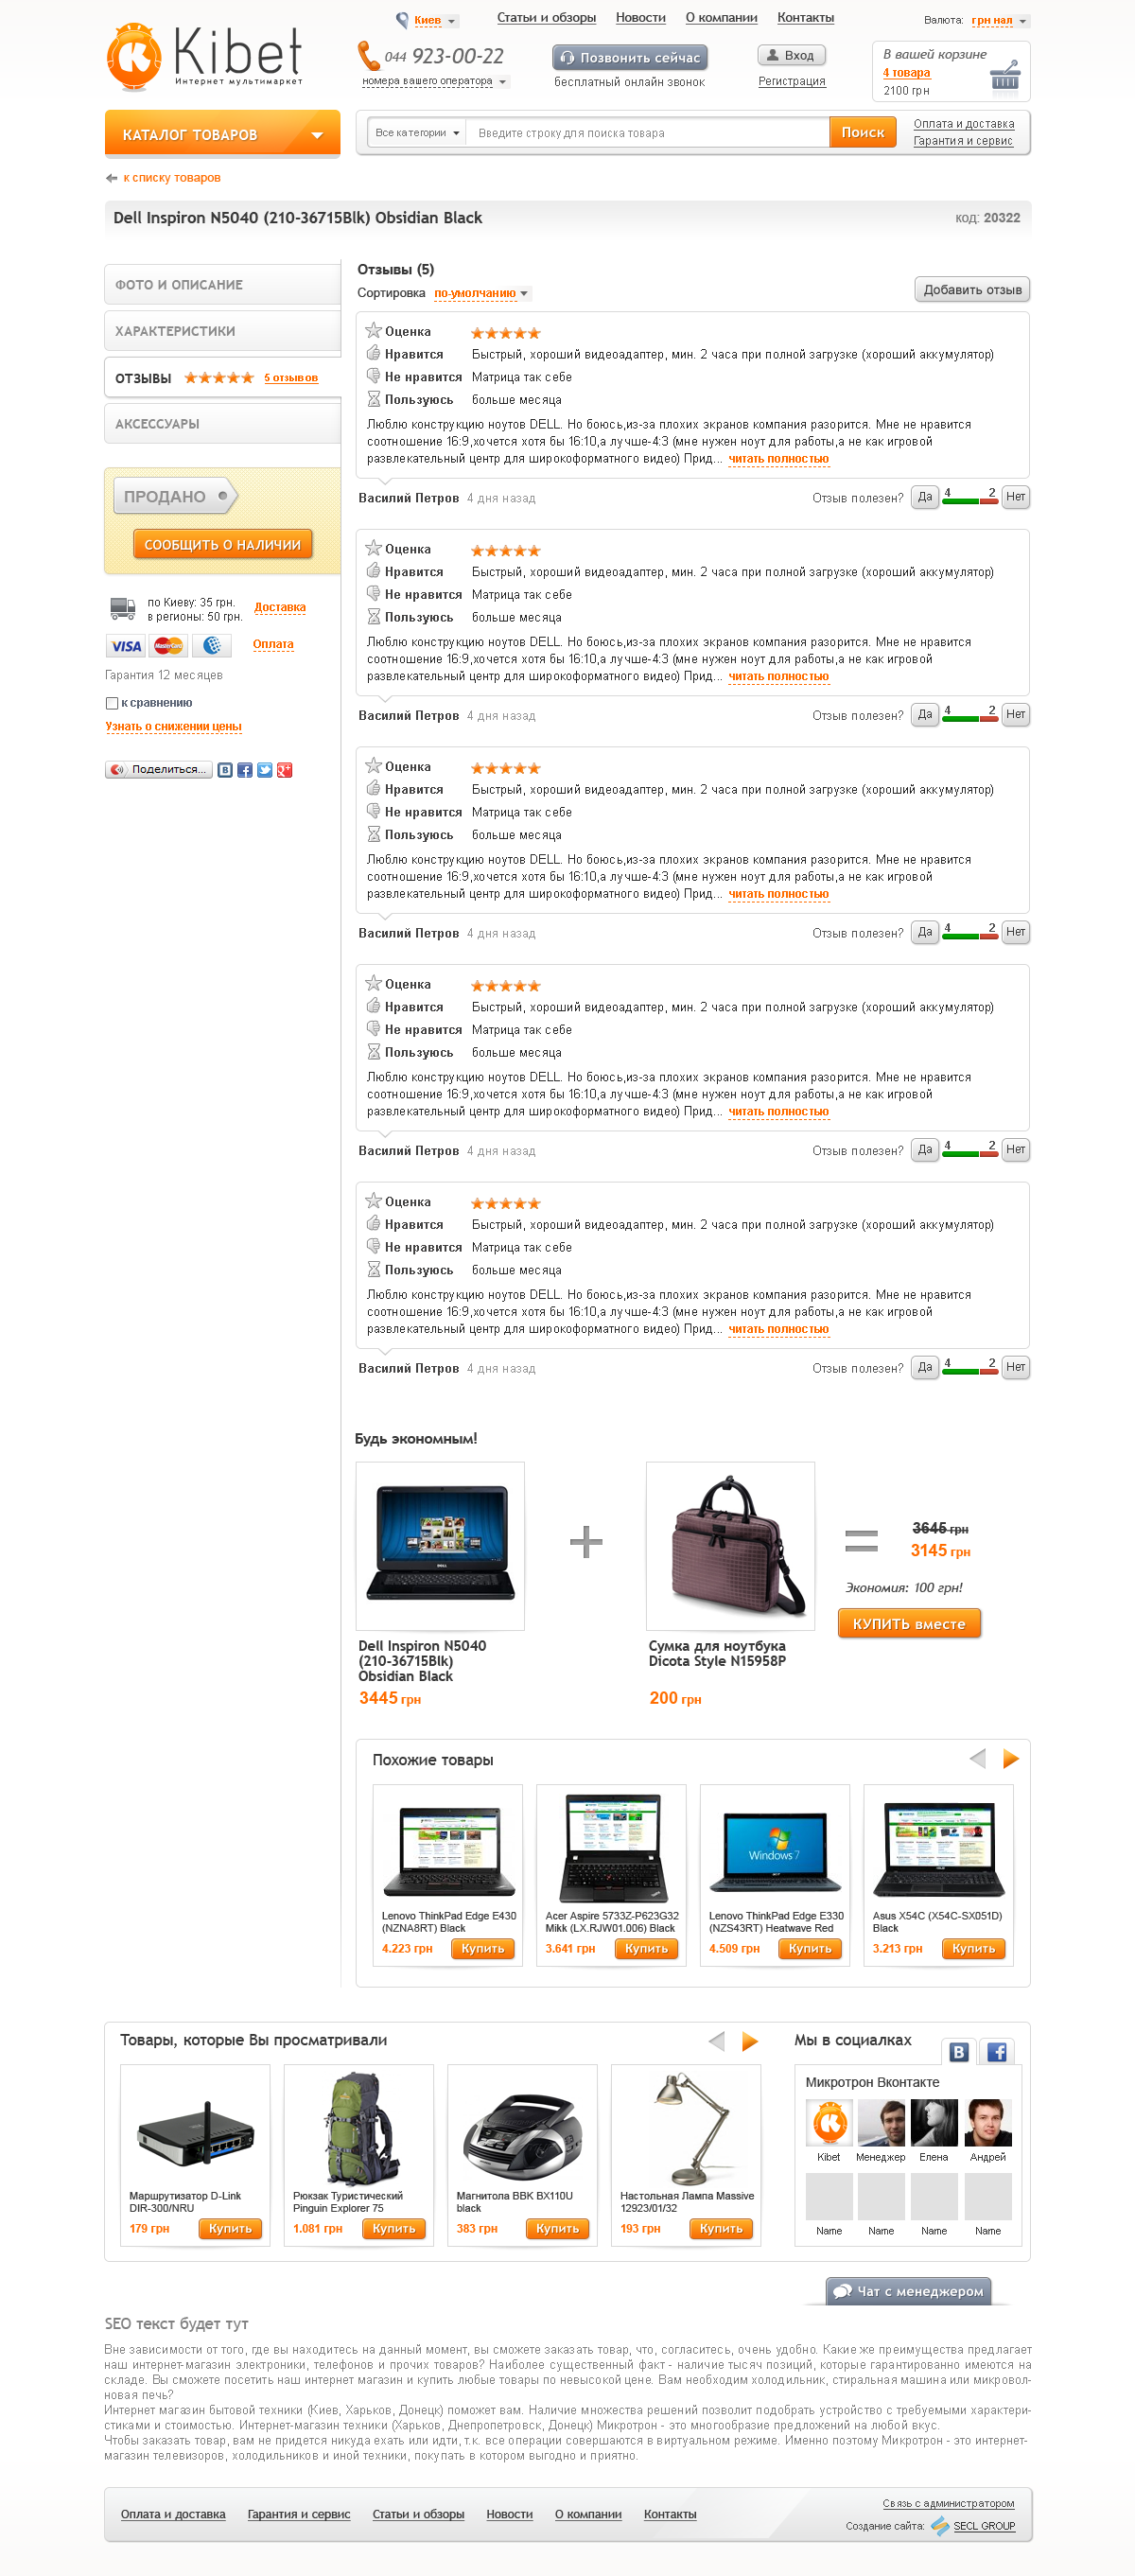 Киев
Статьи и обзоры
Новости
О компании
Контакты
Валюта: грн нал
Kibet
Интернет мультимаркет
044 923-00-22
номера вашего оператора
Позвонить сейчас
бесплатный онлайн звонок
Вход
Регистрация
В вашей корзине
4 товара
2100 грн
КАТАЛОГ ТОВАРОВ
Все категории
Введите строку для поиска товара
Поиск
Оплата и доставка
Гарантия и сервис
к списку товаров
Dell Inspiron N5040 (210-36715Blk) Obsidian Black
код: 20322
ФОТО И ОПИСАНИЕ
ХАРАКТЕРИСТИКИ
ОТЗЫВЫ 5 отзывов
АКСЕССУАРЫ
ПРОДАНО
СООБЩИТЬ О НАЛИЧИИ
по Киеву: 35 грн.
в регионы: 50 грн.
Доставка
VISA MasterCard
Оплата
Гарантия 12 месяцев
к сравнению
Узнать о снижении цены
Поделиться...
Отзывы (5)
Сортировка по-умолчанию
Добавить отзыв
Оценка
Нравится Быстрый, хороший видеоадаптер, мин. 2 часа при полной загрузке (хороший аккумулятор)
Не нравится Матрица так себе
Пользуюсь больше месяца
Люблю конструкцию ноутов DELL. Но боюсь,из-за плохих экранов компания разорится. Мне не нравится
соотношение 16:9,хочется хотя бы 16:10,а лучше-4:3 (мне нужен ноут для работы,а не как игровой
развлекательный центр для широкоформатного видео) Прид... читать полностью
Василий Петров 4 дня назад
Отзыв полезен? Да 4 2 Нет
Оценка
Нравится Быстрый, хороший видеоадаптер, мин. 2 часа при полной загрузке (хороший аккумулятор)
Не нравится Матрица так себе
Пользуюсь больше месяца
Люблю конструкцию ноутов DELL. Но боюсь,из-за плохих экранов компания разорится. Мне не нравится
соотношение 16:9,хочется хотя бы 16:10,а лучше-4:3 (мне нужен ноут для работы,а не как игровой
развлекательный центр для широкоформатного видео) Прид... читать полностью
Василий Петров 4 дня назад
Отзыв полезен? Да 4 2 Нет
Оценка
Нравится Быстрый, хороший видеоадаптер, мин. 2 часа при полной загрузке (хороший аккумулятор)
Не нравится Матрица так себе
Пользуюсь больше месяца
Люблю конструкцию ноутов DELL. Но боюсь,из-за плохих экранов компания разорится. Мне не нравится
соотношение 16:9,хочется хотя бы 16:10,а лучше-4:3 (мне нужен ноут для работы,а не как игровой
развлекательный центр для широкоформатного видео) Прид... читать полностью
Василий Петров 4 дня назад
Отзыв полезен? Да 4 2 Нет
Оценка
Нравится Быстрый, хороший видеоадаптер, мин. 2 часа при полной загрузке (хороший аккумулятор)
Не нравится Матрица так себе
Пользуюсь больше месяца
Люблю конструкцию ноутов DELL. Но боюсь,из-за плохих экранов компания разорится. Мне не нравится
соотношение 16:9,хочется хотя бы 16:10,а лучше-4:3 (мне нужен ноут для работы,а не как игровой
развлекательный центр для широкоформатного видео) Прид... читать полностью
Василий Петров 4 дня назад
Отзыв полезен? Да 4 2 Нет
Оценка
Нравится Быстрый, хороший видеоадаптер, мин. 2 часа при полной загрузке (хороший аккумулятор)
Не нравится Матрица так себе
Пользуюсь больше месяца
Люблю конструкцию ноутов DELL. Но боюсь,из-за плохих экранов компания разорится. Мне не нравится
соотношение 16:9,хочется хотя бы 16:10,а лучше-4:3 (мне нужен ноут для работы,а не как игровой
развлекательный центр для широкоформатного видео) Прид... читать полностью
Василий Петров 4 дня назад
Отзыв полезен? Да 4 2 Нет
Будь экономным!
Dell Inspiron N5040
(210-36715Blk)
Obsidian Black
3445 грн
+
Сумка для ноутбука
Dicota Style N15958P
200 грн
=
3645 грн
3145 грн
Экономия: 100 грн!
КУПИТЬ вместе
Похожие товары
Lenovo ThinkPad Edge E430
(NZNA8RT) Black
4.223 грн Купить
Acer Aspire 5733Z-P623G32
Mikk (LX.RJW01.006) Black
3.641 грн Купить
Windows 7
Lenovo ThinkPad Edge E330
(NZS43RT) Heatwave Red
4.509 грн Купить
Asus X54C (X54C-SX051D)
Black
3.213 грн Купить
Товары, которые Вы просматривали
Маршрутизатор D-Link
DIR-300/NRU
179 грн Купить
Рюкзак Туристический
Pinguin Explorer 75
1.081 грн Купить
Магнитола BBK BX110U
black
383 грн Купить
Настольная Лампа Massive
12923/01/32
193 грн Купить
Мы в социалках
Микротрон Вконтакте
Kibet Менеджер Елена Андрей
Name Name Name Name
Чат с менеджером
SEO текст будет тут
Вне зависимости от того, где вы находитесь на данный момент, вы сможете заказать товар, что, согласитесь, очень удобно. Какие же преимущества предлагает
наш интернет-магазин электроники, телефонов и прочих товаров? Наиболее существенный факт - наличие тысяч позиций, которые гарантированно имеются на
складе. Вы сможете посетить наш интернет магазин и купить любые товары по невысокой цене. Вам необходим холодильник, стиральная машина или микровол-
новая печь?
Интернет магазин бытовой техники (Киев, Харьков, Донецк) поможет вам. Наличие множества решений позволит подобрать устройство с требуемыми характери-
стиками и стоимостью. Интернет-магазин техники (Харьков, Днепропетровск, Донецк) Микротрон - это многообразие предложений на любой вкус.
Чтобы заказать товар, вам не придется никуда ехать или идти, т.к. все операции совершаются в виртуальном режиме. Именно поэтому Микротрон - это интернет-
магазин телевизоров, холодильников и иной техники, покупать в котором выгодно и приятно.
Оплата и доставка
Гарантия и сервис
Статьи и обзоры
Новости
О компании
Контакты
Связь с администратором
Создание сайта: SECL GROUP